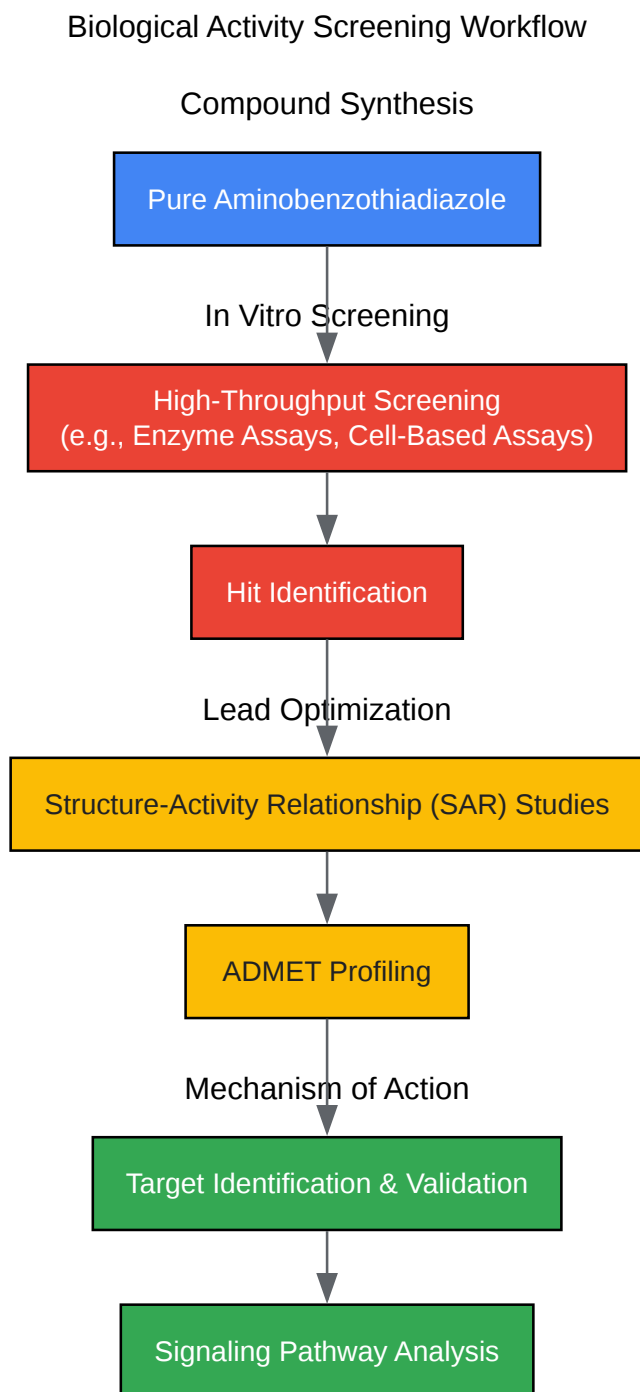 Biological Activity Screening Workflow
Compound Synthesis
Pure Aminobenzothiadiazole
In Vitro Screening
High-Throughput Screening
(e.g., Enzyme Assays, Cell-Based Assays)
Hit Identification
Lead Optimization
Structure-Activity Relationship (SAR) Studies
ADMET Profiling
Mechanism of Action
Target Identification & Validation
Signaling Pathway Analysis